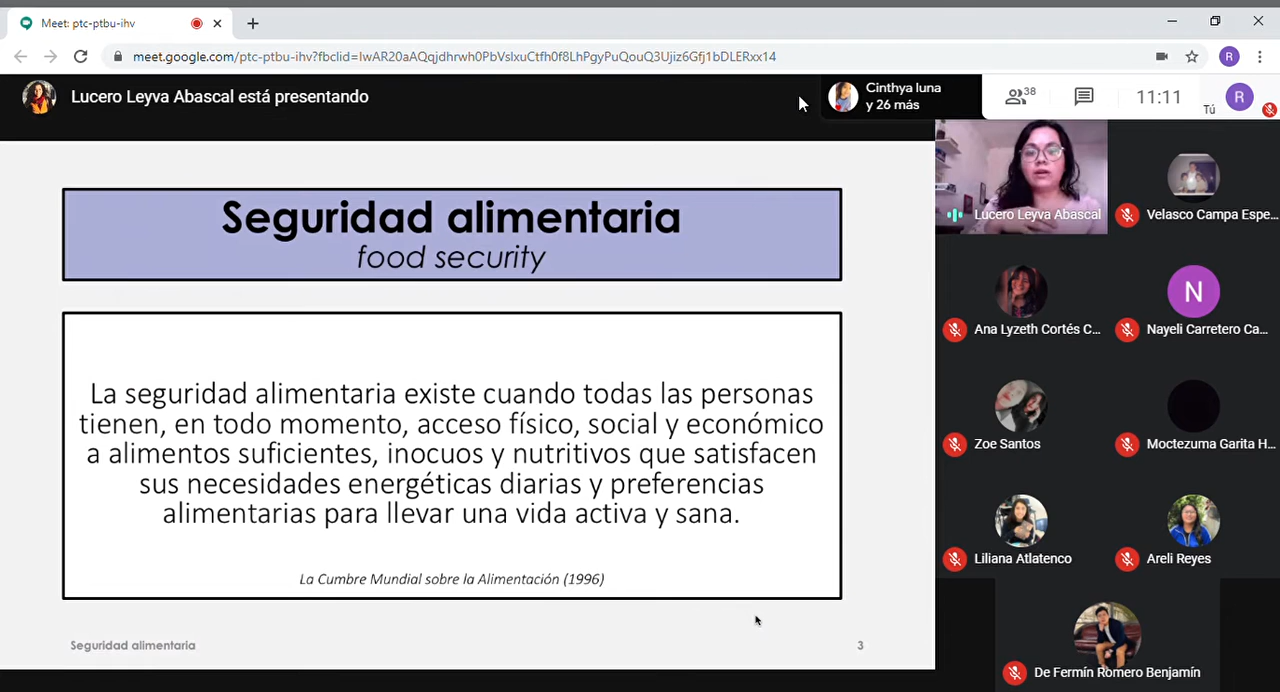 Meet: ptc-ptbu-ihv
meet.google.com/ptc-ptbu-ihv?fbclid=IwAR20aAQqjdhrwh0PbVslxuCtfh0f8LhPgyPuQouQ3Ujiz6Gfj1bDLERxx14
R
Lucero Leyva Abascal está presentando
Cinthya luna
y 26 más
38
11:11
Tú
R
Seguridad alimentaria
food security
La seguridad alimentaria existe cuando todas las personas
tienen, en todo momento, acceso físico, social y económico
a alimentos suficientes, inocuos y nutritivos que satisfacen
sus necesidades energéticas diarias y preferencias
alimentarias para llevar una vida activa y sana.
La Cumbre Mundial sobre la Alimentación (1996)
Seguridad alimentaria
3
Lucero Leyva Abascal
Velasco Campa Espe...
Ana Lyzeth Cortés C...
N
Nayeli Carretero Ca...
Zoe Santos
Moctezuma Garita H...
Liliana Atlatenco
Areli Reyes
De Fermín Romero Benjamín